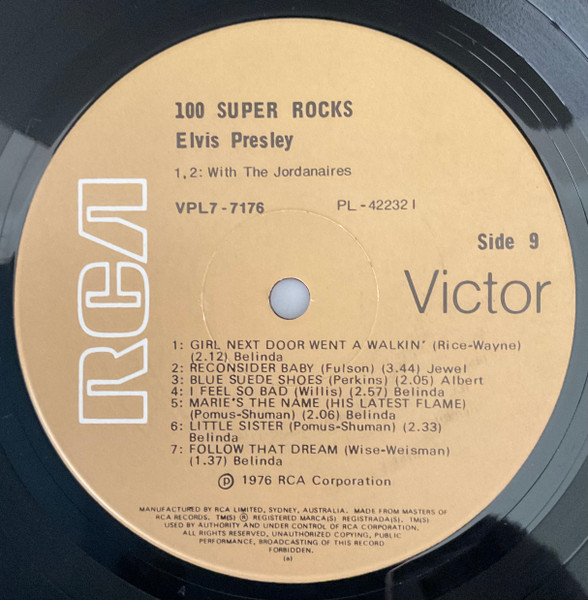 100 SUPER ROCKS
Elvis Presley
1,2: With The Jordanaires
VPL7-7176 PL-42232 I
Side 9
RCA
Victor
1: GIRL NEXT DOOR WENT A WALKIN' (Rice-Wayne)
(2.12) Belinda
2: RECONSIDER BABY (Fulson) (3.44) Jewel
3: BLUE SUEDE SHOES (Perkins) (2.05) Albert
4: I FEEL SO BAD (Willis) (2.57) Belinda
5: MARIE'S THE NAME (HIS LATEST FLAME)
(Pomus-Shuman) (2.06) Belinda
6: LITTLE SISTER (Pomus-Shuman) (2.33)
Belinda
7: FOLLOW THAT DREAM (Wise-Weisman)
(1.37) Belinda
℗ 1976 RCA Corporation
MANUFACTURED BY RCA LIMITED, SYDNEY, AUSTRALIA. MADE FROM MASTERS OF
RCA RECORDS. TM(S) ® REGISTERED MARCA(S) REGISTRADA(S). TM(S)
USED BY AUTHORITY AND UNDER CONTROL OF RCA CORPORATION.
ALL RIGHTS RESERVED, UNAUTHORIZED COPYING, PUBLIC
PERFORMANCE, BROADCASTING OF THIS RECORD
FORBIDDEN.